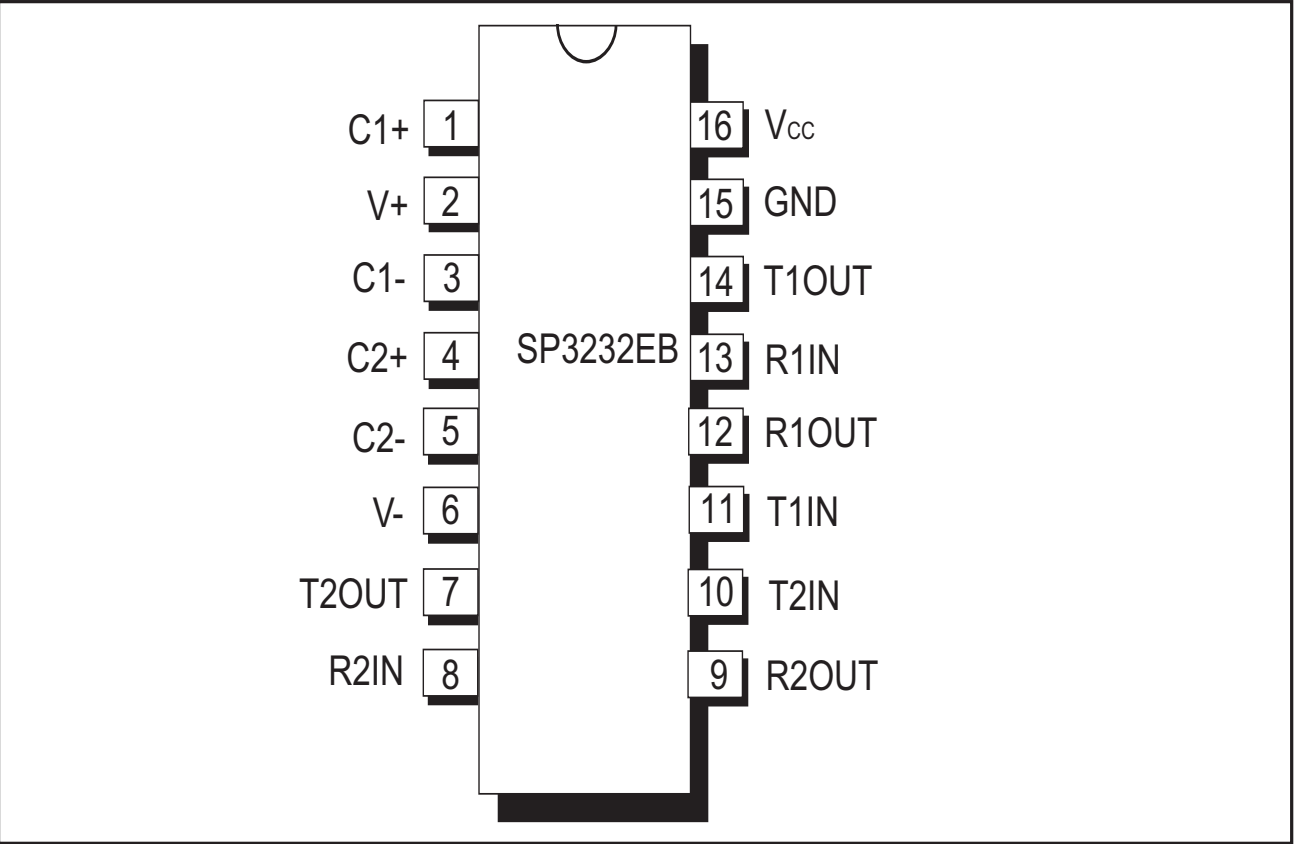 C1+ 1 16 Vcc
V+ 2 15 GND
C1- 3 14 T1OUT
SP3232EB
C2+ 4 13 R1IN
C2- 5 12 R1OUT
V- 6 11 T1IN
T2OUT 7 10 T2IN
R2IN 8 9 R2OUT